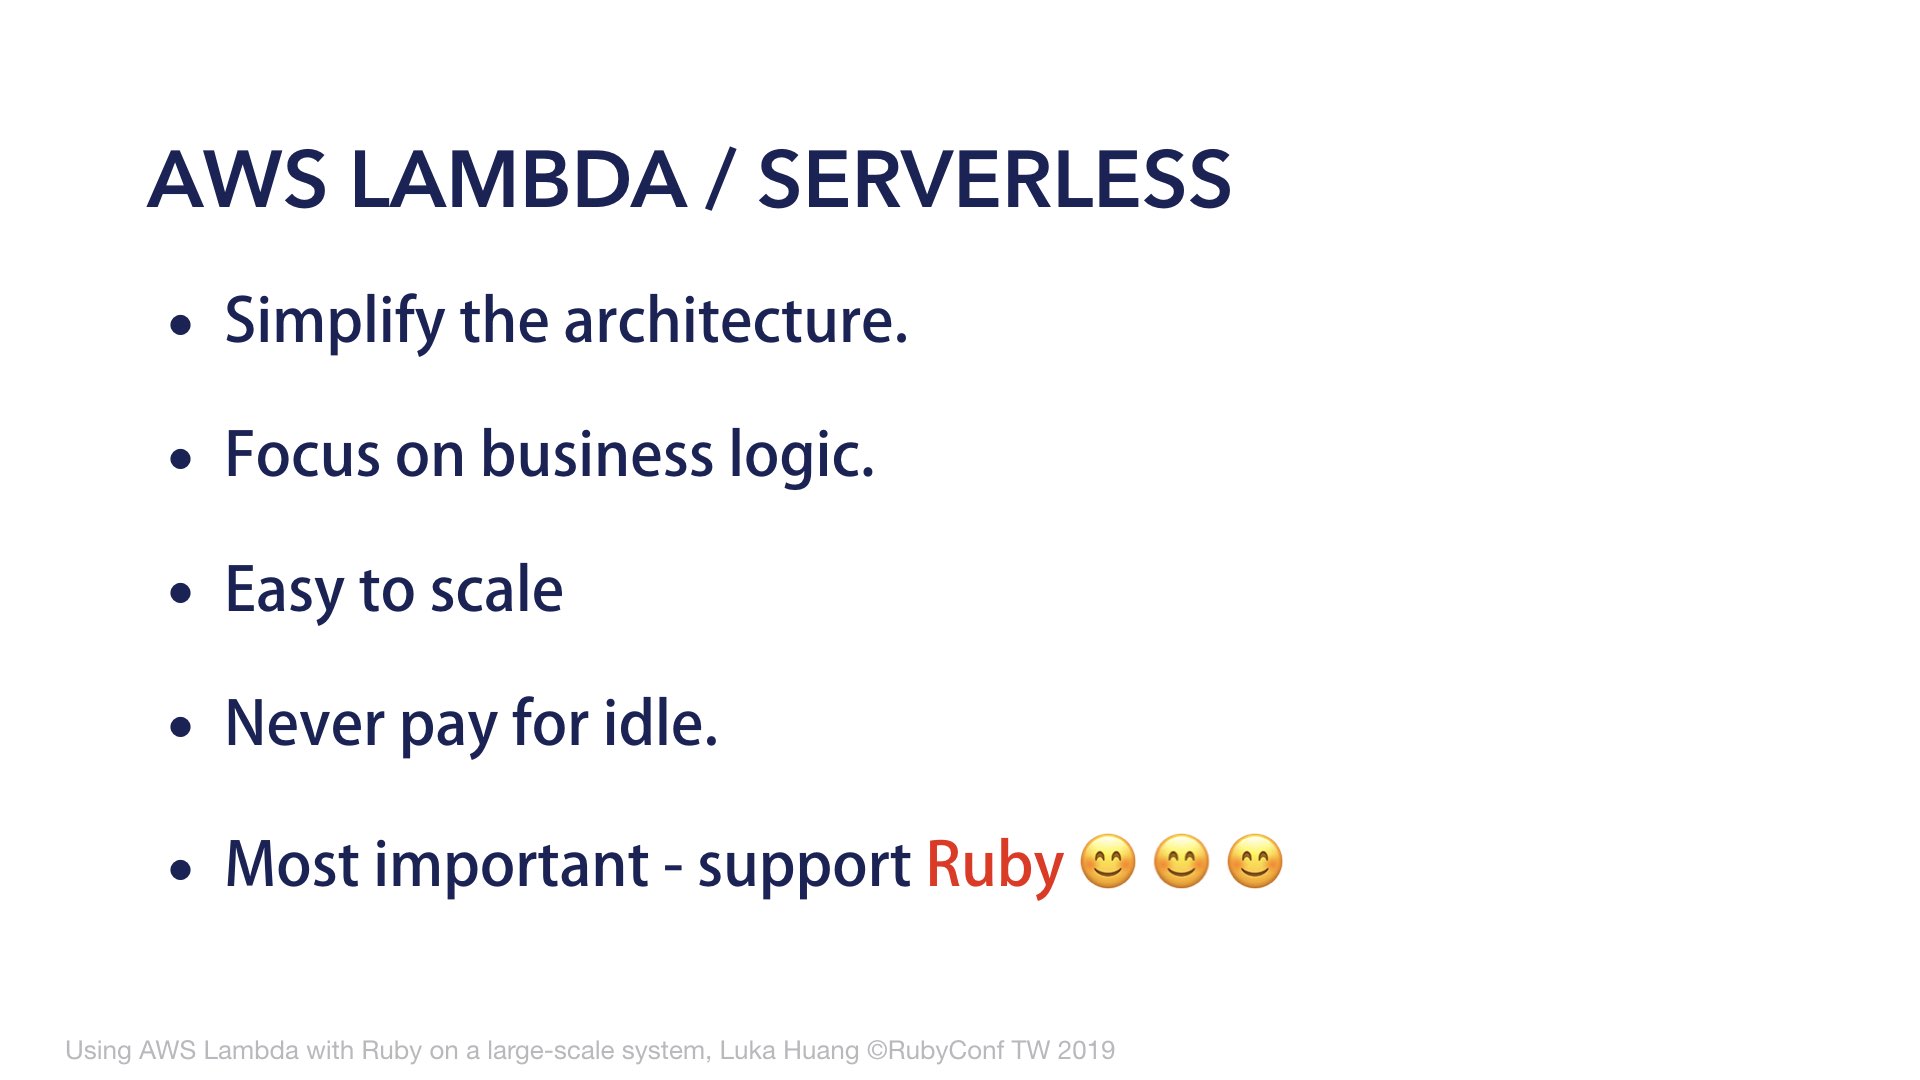 AWS LAMBDA / SERVERLESS
• Simplify the architecture.
• Focus on business logic.
• Easy to scale
• Never pay for idle.
• Most important - support Ruby 😊 😊 😊
Using AWS Lambda with Ruby on a large-scale system, Luka Huang ©RubyConf TW 2019